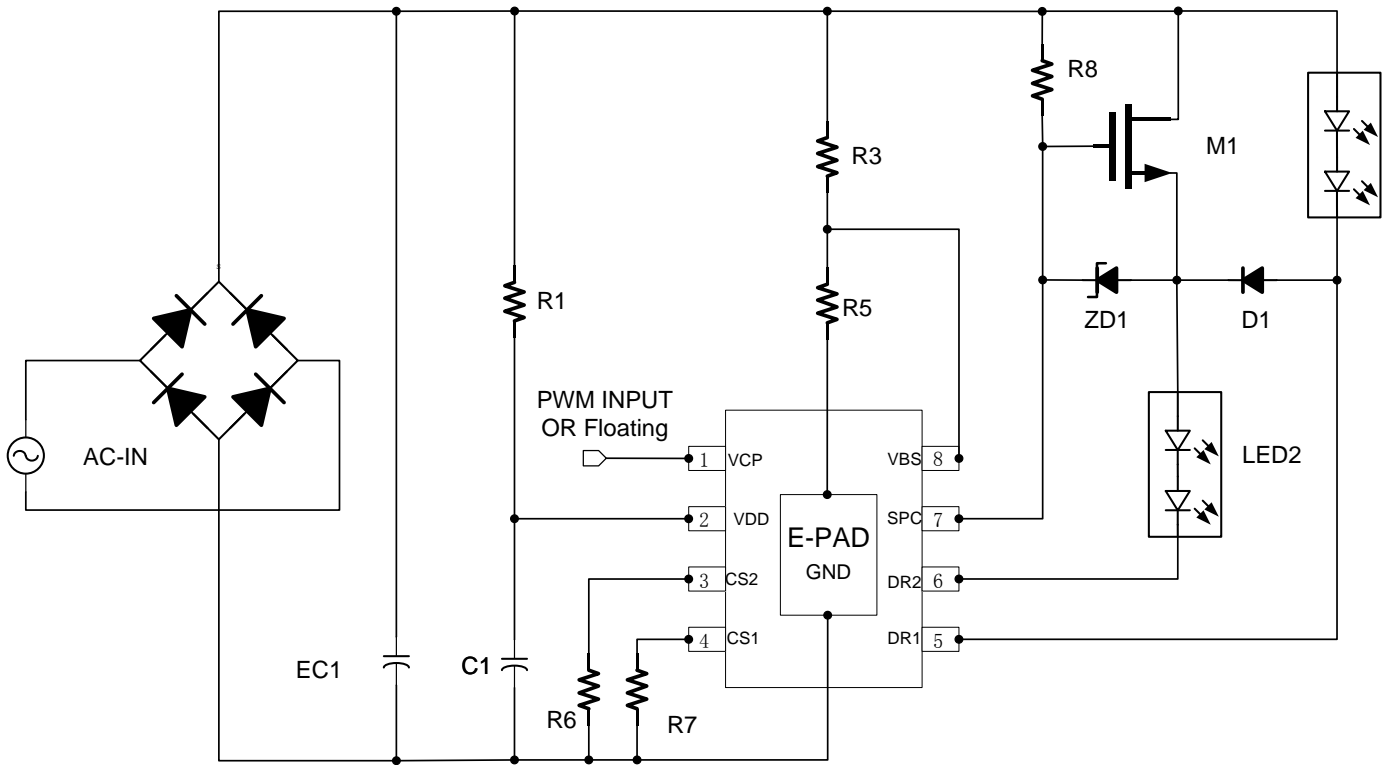 R8
M1
R3
R1
R5
ZD1
D1
PWM INPUT
OR Floating
AC-IN
1 VCP
VBS 8
LED2
2 VDD
SPC 7
E-PAD
GND
3 CS2
DR2 6
4 CS1
DR1 5
EC1
C1
R6
R7